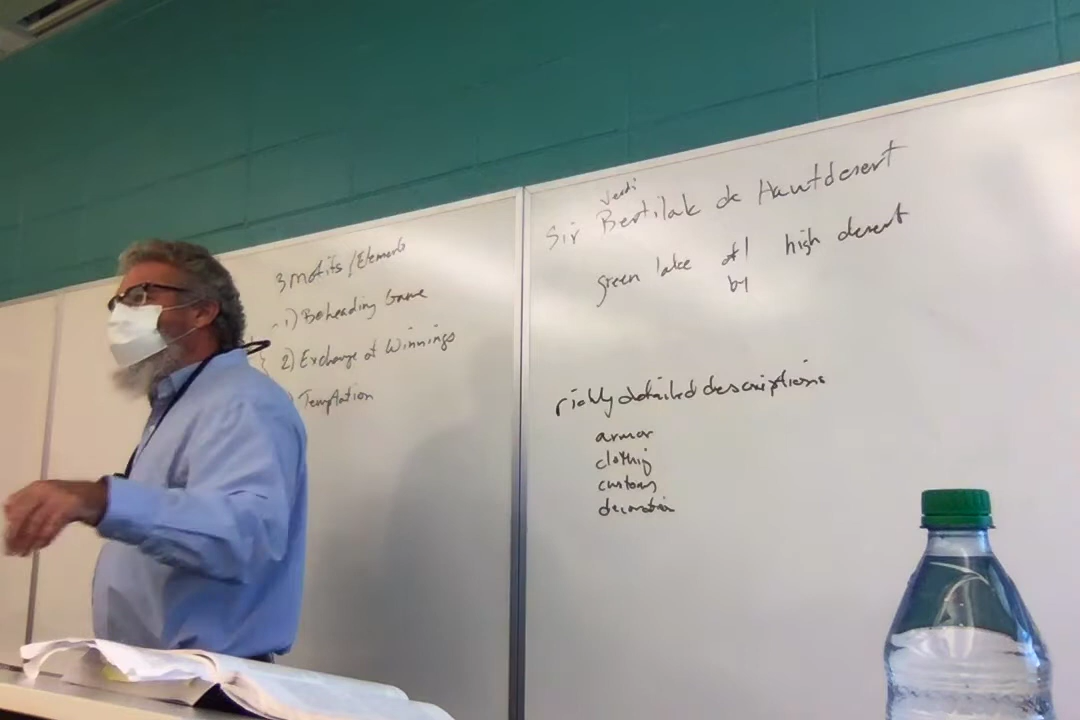 3 motifs/Elements
1) Beheading Game
2) Exchange of Winnings
Temptation
Verdi
Sir Bertilak de Hautdesert
green lake of/ high desert
by
richly detailed descriptions
armor
clothing
customs
decoration